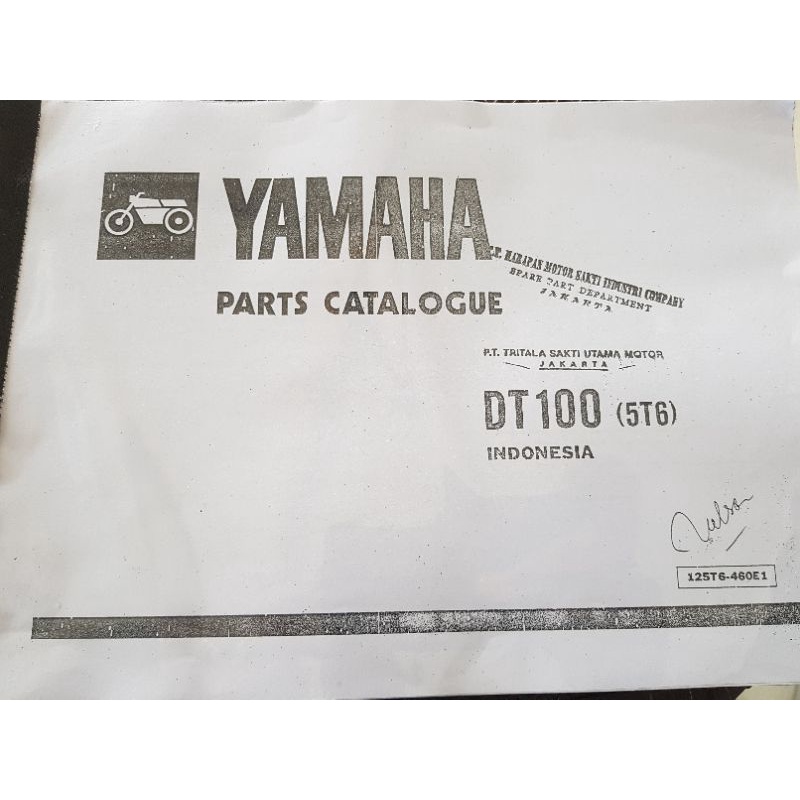 YAMAHA
PARTS CATALOGUE
HARAPAN MOTOR SAKTI INDUSTRI COMPANY
SPARE PART DEPARTMENT
JAKARTA
P.T. TRITALA SAKTI UTAMA MOTOR
JAKARTA
DT100 (5T6)
INDONESIA
125T6-460E1